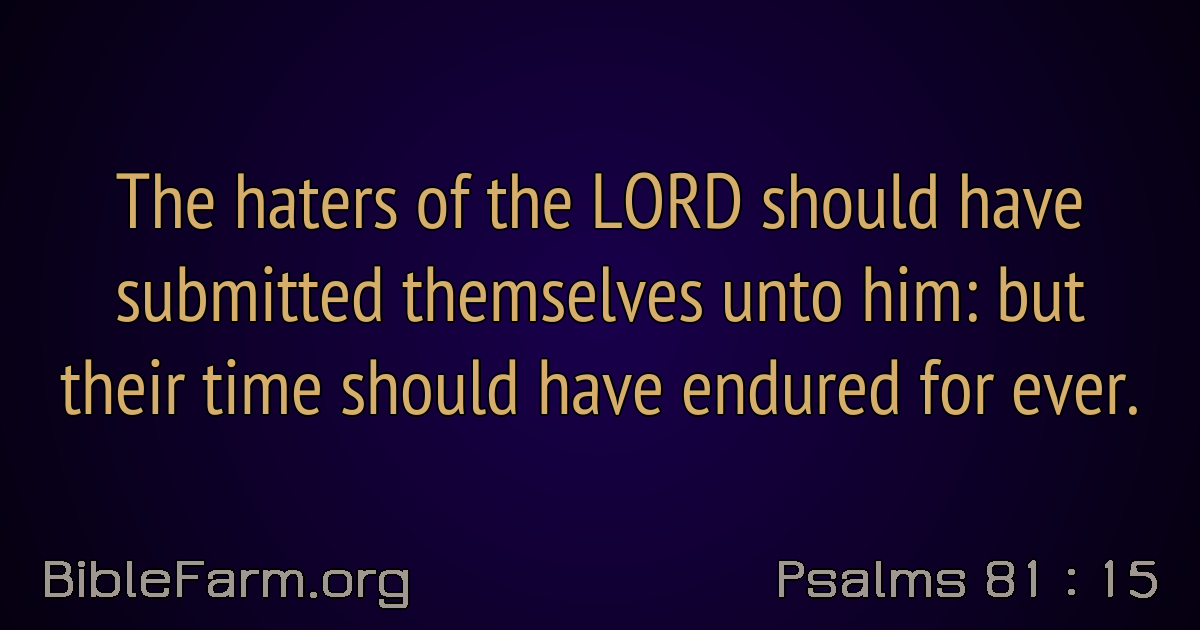 The haters of the LORD should have
submitted themselves unto him: but
their time should have endured for ever.
BibleFarm.org
Psalms 81 : 15